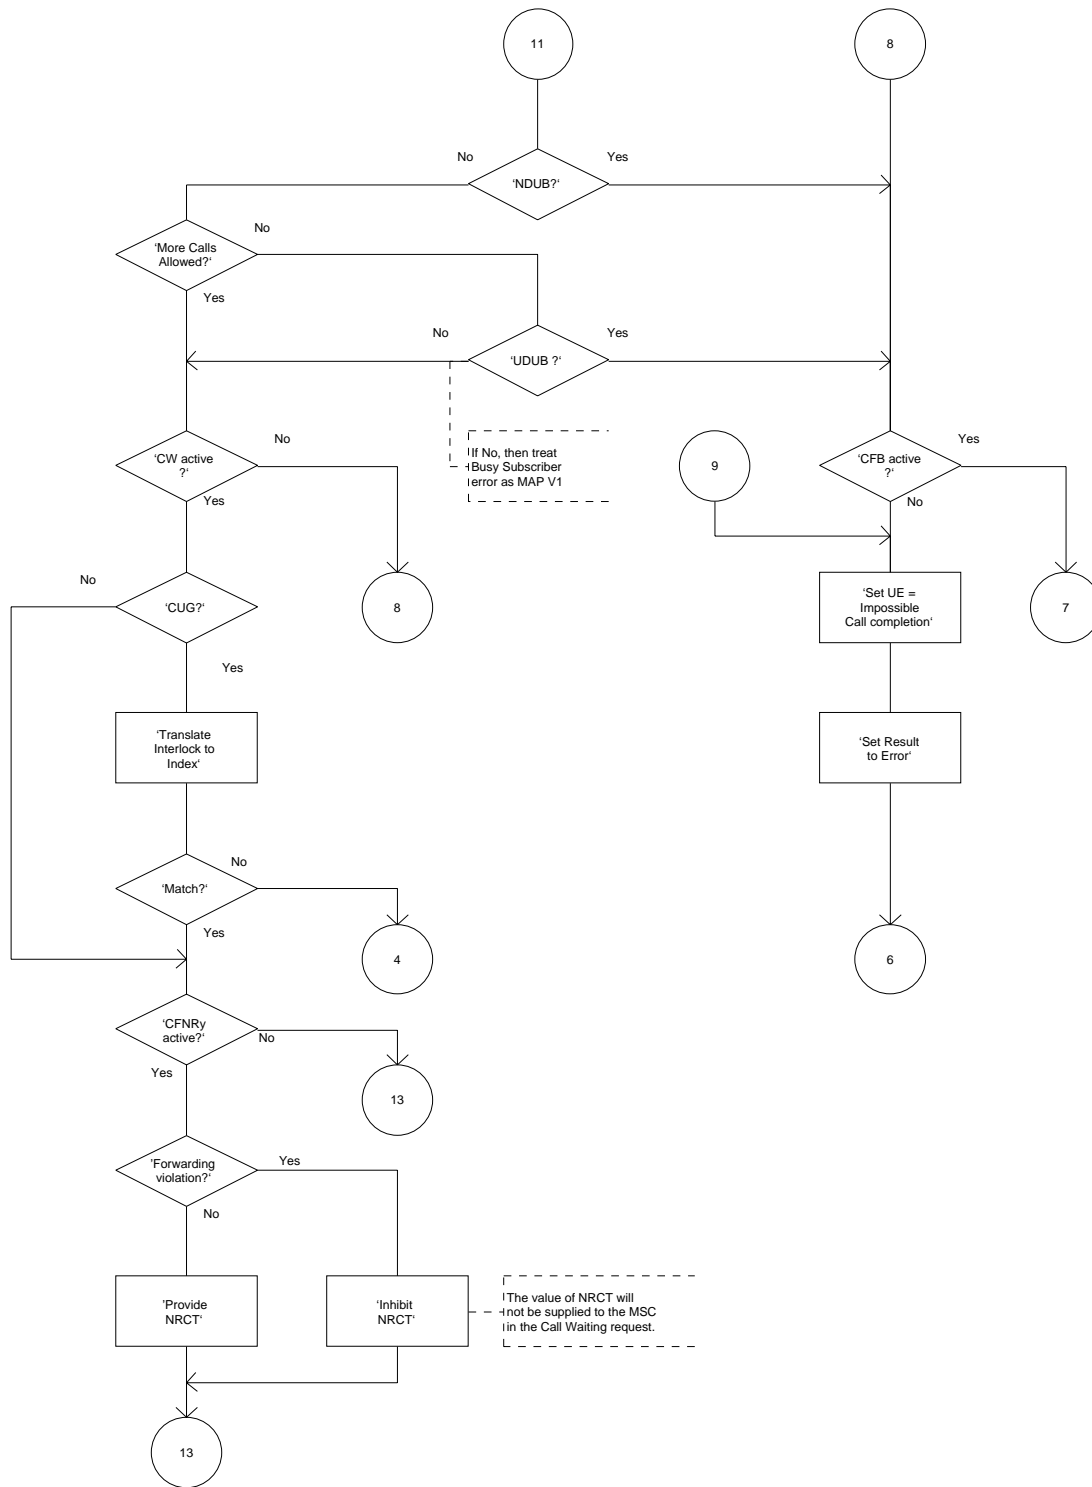 11
8
No
Yes
‘NDUB?‘
No
‘More Calls
Allowed?‘
Yes
No
Yes
‘UDUB ?‘
If No, then treat
Busy Subscriber
error as MAP V1
‘CW active
?‘
No
Yes
9
‘CFB active
?‘
Yes
No
No
‘CUG?‘
Yes
8
‘Set UE =
Impossible
Call completion‘
7
‘Translate
Interlock to
Index‘
‘Set Result
to Error‘
‘Match?‘
No
Yes
4
6
‘CFNRy
active?‘
No
Yes
13
’Forwarding
violation?‘
Yes
No
’Provide
NRCT‘
‘Inhibit
NRCT‘
The value of NRCT will
not be supplied to the MSC
in the Call Waiting request.
13